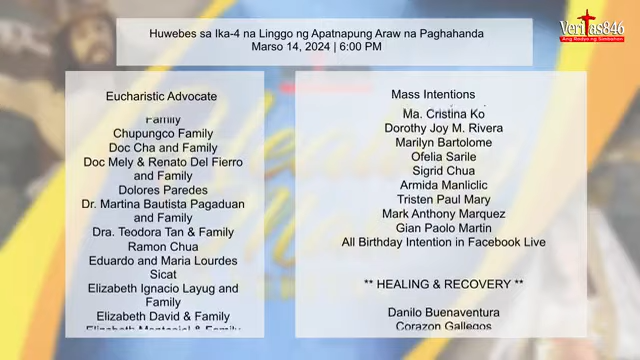 Huwebes sa Ika-4 na Linggo ng Apatnapung Araw na Paghahanda
Marso 14, 2024 | 6:00 PM
Veritas846
Ang Radyo ng Simbahan
Eucharistic Advocate
Family
Chupungco Family
Doc Cha and Family
Doc Mely & Renato Del Fierro
and Family
Dolores Paredes
Dr. Martina Bautista Pagaduan
and Family
Dra. Teodora Tan & Family
Ramon Chua
Eduardo and Maria Lourdes
Sicat
Elizabeth Ignacio Layug and
Family
Elizabeth David & Family
Mass Intentions
Ma. Cristina Ko
Dorothy Joy M. Rivera
Marilyn Bartolome
Ofelia Sarile
Sigrid Chua
Armida Manliclic
Tristen Paul Mary
Mark Anthony Marquez
Gian Paolo Martin
All Birthday Intention in Facebook Live
** HEALING & RECOVERY **
Danilo Buenaventura
Corazon Gallegos